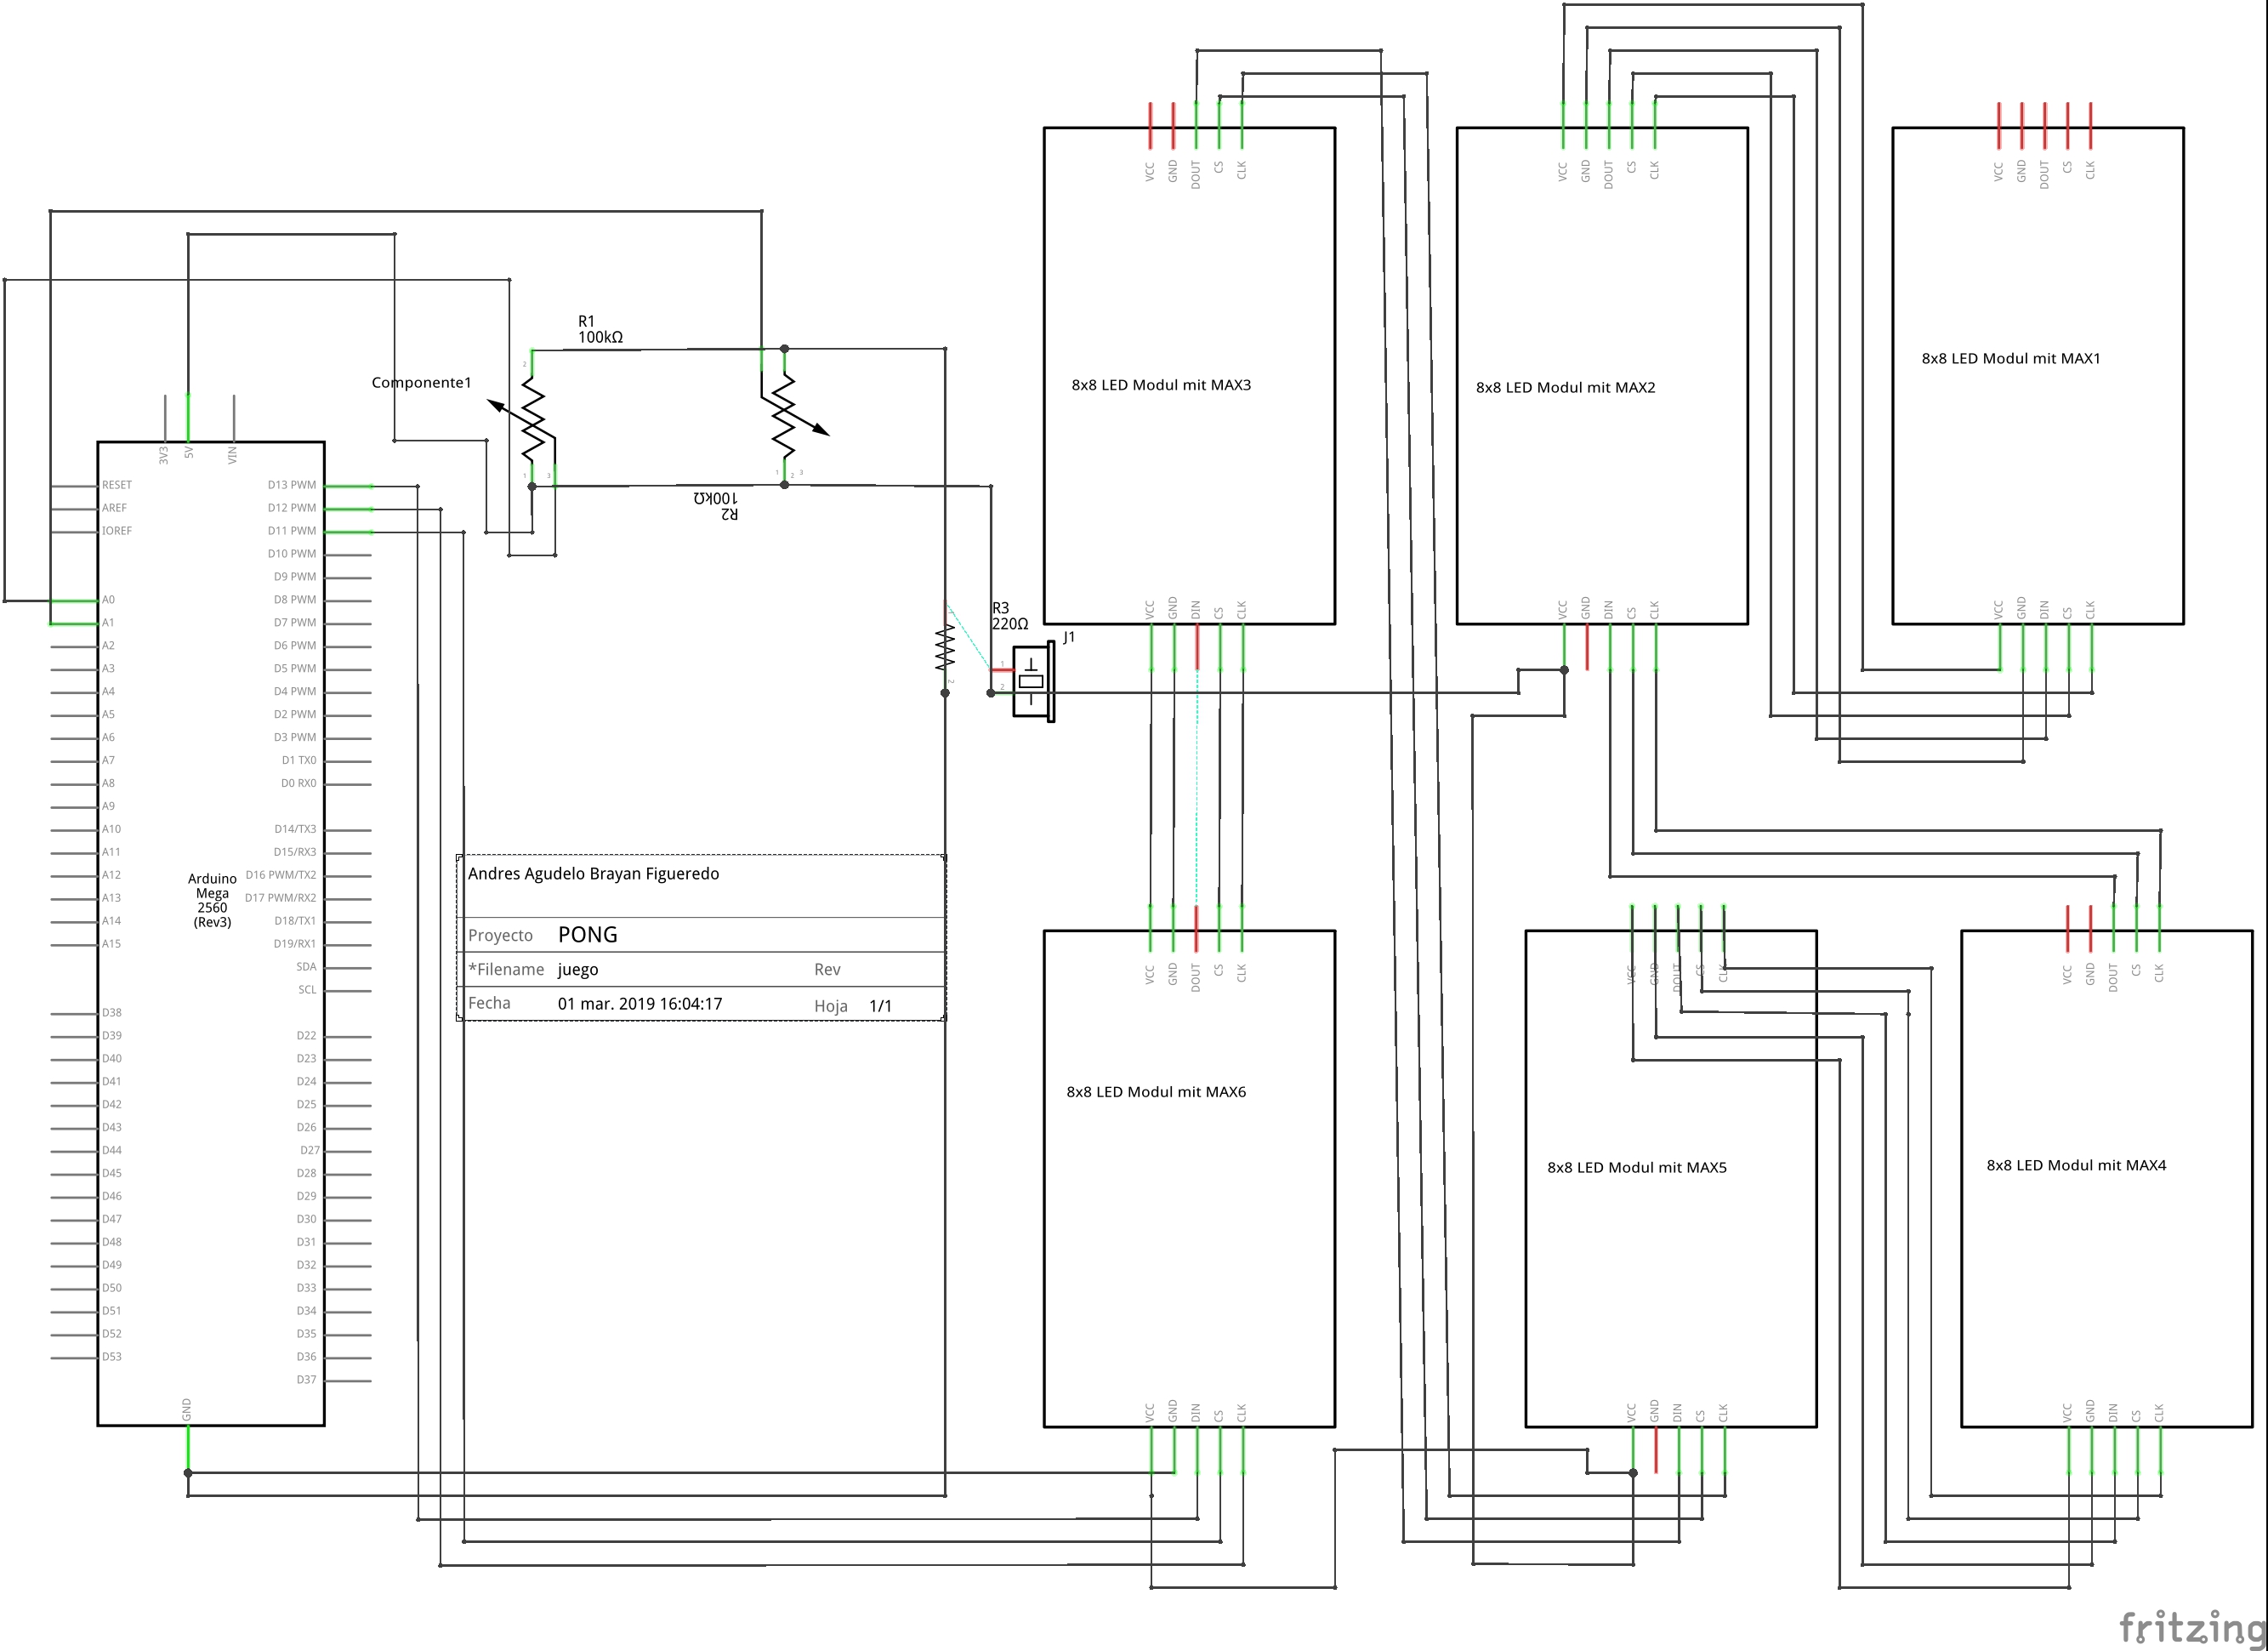 VCC
GND
DOUT
CS
CLK
VCC
GND
DOUT
CS
CLK
VCC
GND
DOUT
CS
CLK
8x8 LED Modul mit MAX3
8x8 LED Modul mit MAX2
8x8 LED Modul mit MAX1
VCC
GND
DIN
CS
CLK
VCC
GND
DIN
CS
CLK
VCC
GND
DIN
CS
CLK
R1
100kΩ
2
Componente1
1
3
1
2
3
100kΩ
R2
R3
220Ω
J1
1
2
2
3V3
5V
VIN
RESET
AREF
IOREF
A0
A1
A2
A3
A4
A5
A6
A7
A8
A9
A10
A11
A12
A13
A14
A15
D38
D39
D40
D41
D42
D43
D44
D45
D46
D47
D48
D49
D50
D51
D52
D53
Arduino
Mega
2560
(Rev3)
D13 PWM
D12 PWM
D11 PWM
D10 PWM
D9 PWM
D8 PWM
D7 PWM
D6 PWM
D5 PWM
D4 PWM
D2 PWM
D3 PWM
D1 TX0
D0 RX0
D14/TX3
D15/RX3
D16 PWM/TX2
D17 PWM/RX2
D18/TX1
D19/RX1
SDA
SCL
D22
D23
D24
D25
D26
D27
D28
D29
D30
D31
D32
D33
D34
D35
D36
D37
GND
Andres Agudelo Brayan Figueredo
Proyecto PONG
*Filename juego Rev
Fecha 01 mar. 2019 16:04:17 Hoja 1/1
VCC
GND
DOUT
CS
CLK
VCC
GND
DOUT
CS
CLK
VCC
GND
DOUT
CS
CLK
8x8 LED Modul mit MAX6
8x8 LED Modul mit MAX5
8x8 LED Modul mit MAX4
VCC
GND
DIN
CS
CLK
VCC
GND
DIN
CS
CLK
VCC
GND
DIN
CS
CLK
fritzing